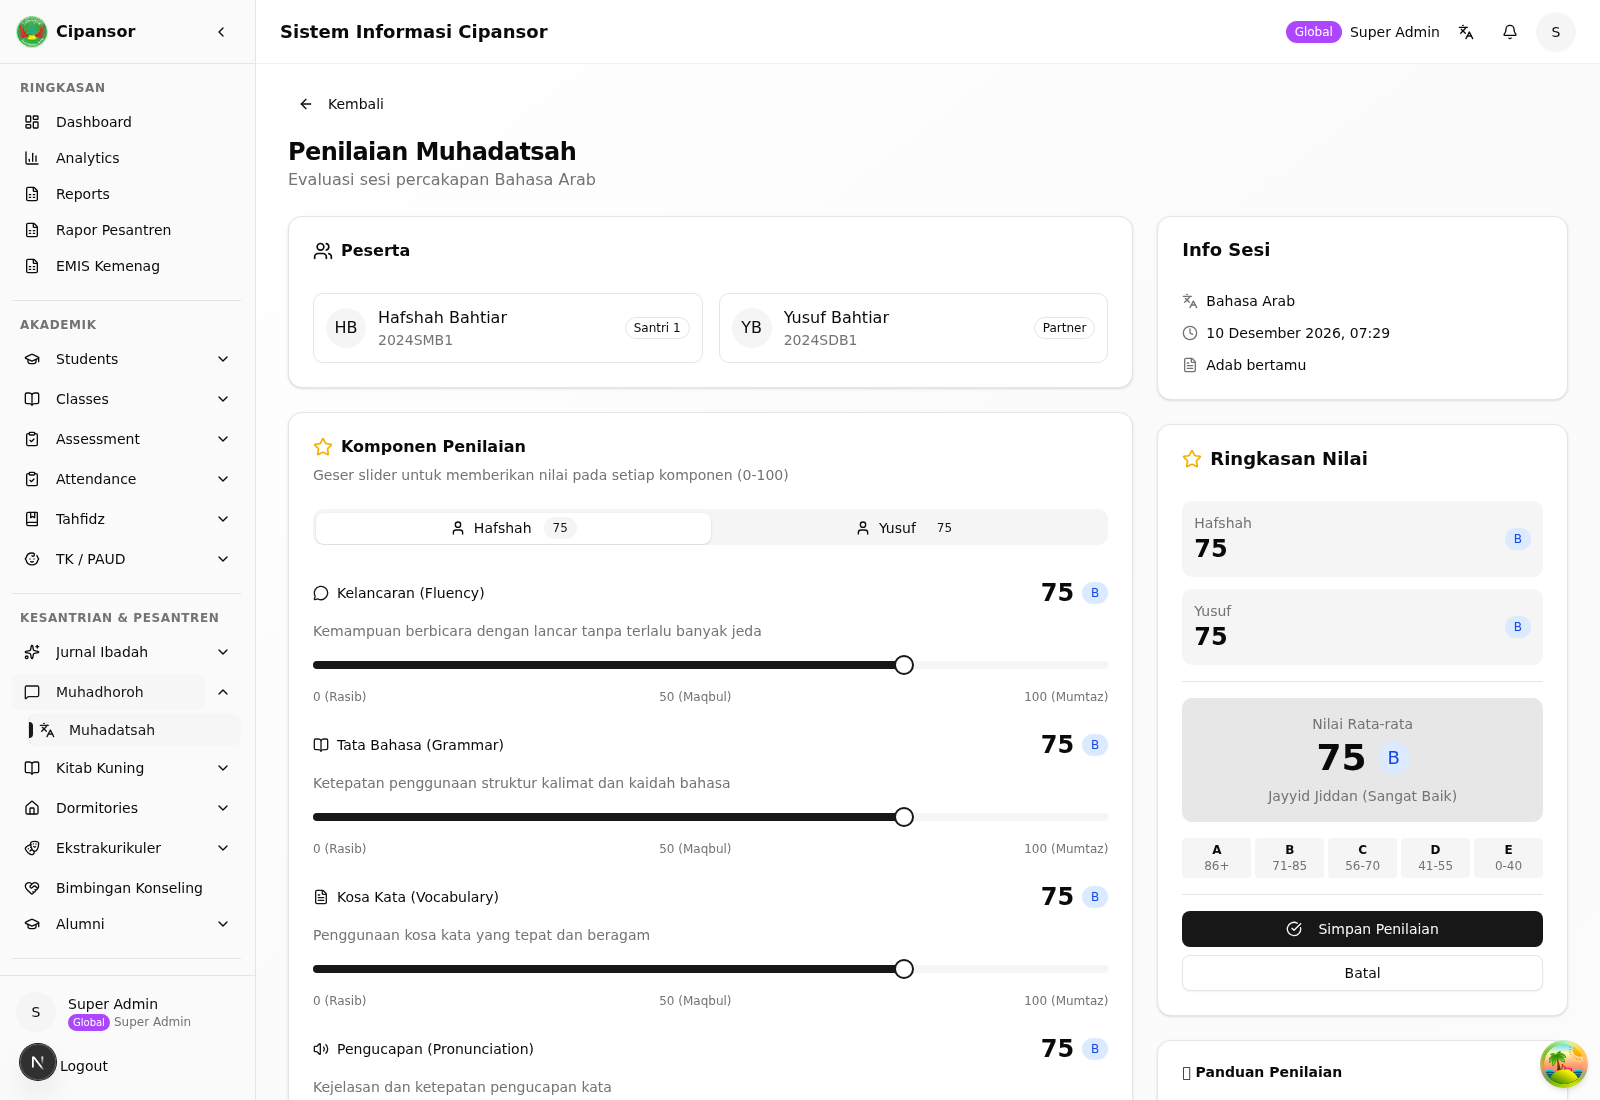 Cipansor
RINGKASAN
Dashboard
Analytics
Reports
Rapor Pesantren
EMIS Kemenag
AKADEMIK
Students
Classes
Assessment
Attendance
Tahfidz
TK / PAUD
KESANTRIAN & PESANTREN
Jurnal Ibadah
Muhadhoroh
Muhadatsah
Kitab Kuning
Dormitories
Ekstrakurikuler
Bimbingan Konseling
Alumni
S
Super Admin
Global Super Admin
N
Logout
Sistem Informasi Cipansor
Global Super Admin
S
Kembali
Penilaian Muhadatsah
Evaluasi sesi percakapan Bahasa Arab
Peserta
HB
Hafshah Bahtiar
2024SMB1
Santri 1
YB
Yusuf Bahtiar
2024SDB1
Partner
Komponen Penilaian
Geser slider untuk memberikan nilai pada setiap komponen (0-100)
Hafshah 75
Yusuf 75
Kelancaran (Fluency) 75 B
Kemampuan berbicara dengan lancar tanpa terlalu banyak jeda
0 (Rasib) 50 (Maqbul) 100 (Mumtaz)
Tata Bahasa (Grammar) 75 B
Ketepatan penggunaan struktur kalimat dan kaidah bahasa
0 (Rasib) 50 (Maqbul) 100 (Mumtaz)
Kosa Kata (Vocabulary) 75 B
Penggunaan kosa kata yang tepat dan beragam
0 (Rasib) 50 (Maqbul) 100 (Mumtaz)
Pengucapan (Pronunciation) 75 B
Kejelasan dan ketepatan pengucapan kata
Info Sesi
Bahasa Arab
10 Desember 2026, 07:29
Adab bertamu
Ringkasan Nilai
Hafshah
75 B
Yusuf
75 B
Nilai Rata-rata
75 B
Jayyid Jiddan (Sangat Baik)
A B C D E
86+ 71-85 56-70 41-55 0-40
Simpan Penilaian
Batal
Panduan Penilaian